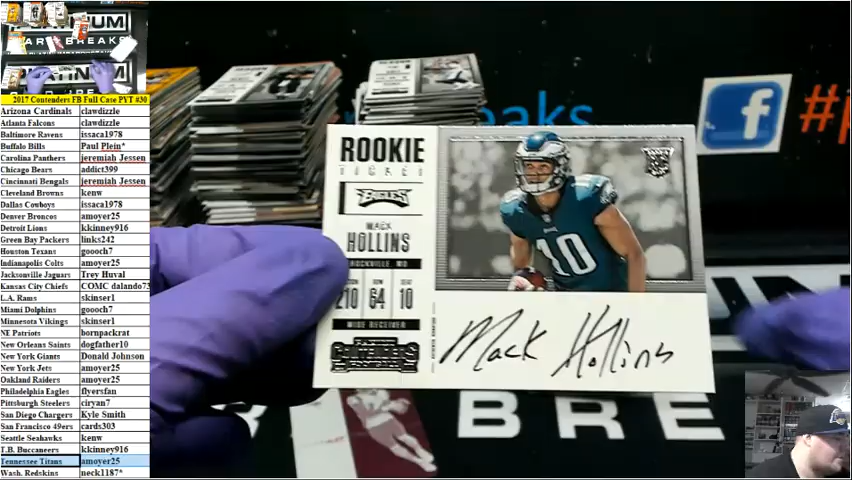 2017 Contenders FB Full Case PYT #30
Arizona Cardinals clawdizzle
Atlanta Falcons clawdizzle
Baltimore Ravens issaca1978
Buffalo Bills Paul Plein*
Carolina Panthers jeremiah Jessen
Chicago Bears addict399
Cincinnati Bengals jeremiah Jessen
Cleveland Browns kenw
Dallas Cowboys issaca1978
Denver Broncos amoyer25
Detroit Lions kkinney916
Green Bay Packers links242
Houston Texans goooch7
Indianapolis Colts amoyer25
Jacksonville Jaguars Trey Huval
Kansas City Chiefs COMC dalando73
L.A. Rams skinser1
Miami Dolphins goooch7
Minnesota Vikings skinser1
NE Patriots bornpackrat
New Orleans Saints dogfather10
New York Giants Donald Johnson
New York Jets amoyer25
Oakland Raiders amoyer25
Philadelphia Eagles flyersfan
Pittsburgh Steelers ciryan7
San Diego Chargers Kyle Smith
San Francisco 49ers cards303
Seattle Seahawks kenw
T.B. Buccaneers kkinney916
Tennessee Titans amoyer25
Wash. Redskins neck1187*
ROOKIE
TICKET
EAGLES
MACK
HOLLINS
ROCKVILLE, MD
210 6-4 10
WIDE RECEIVER
CONTENDERS
10
Mack Hollins
eaks
f
#p
BRE